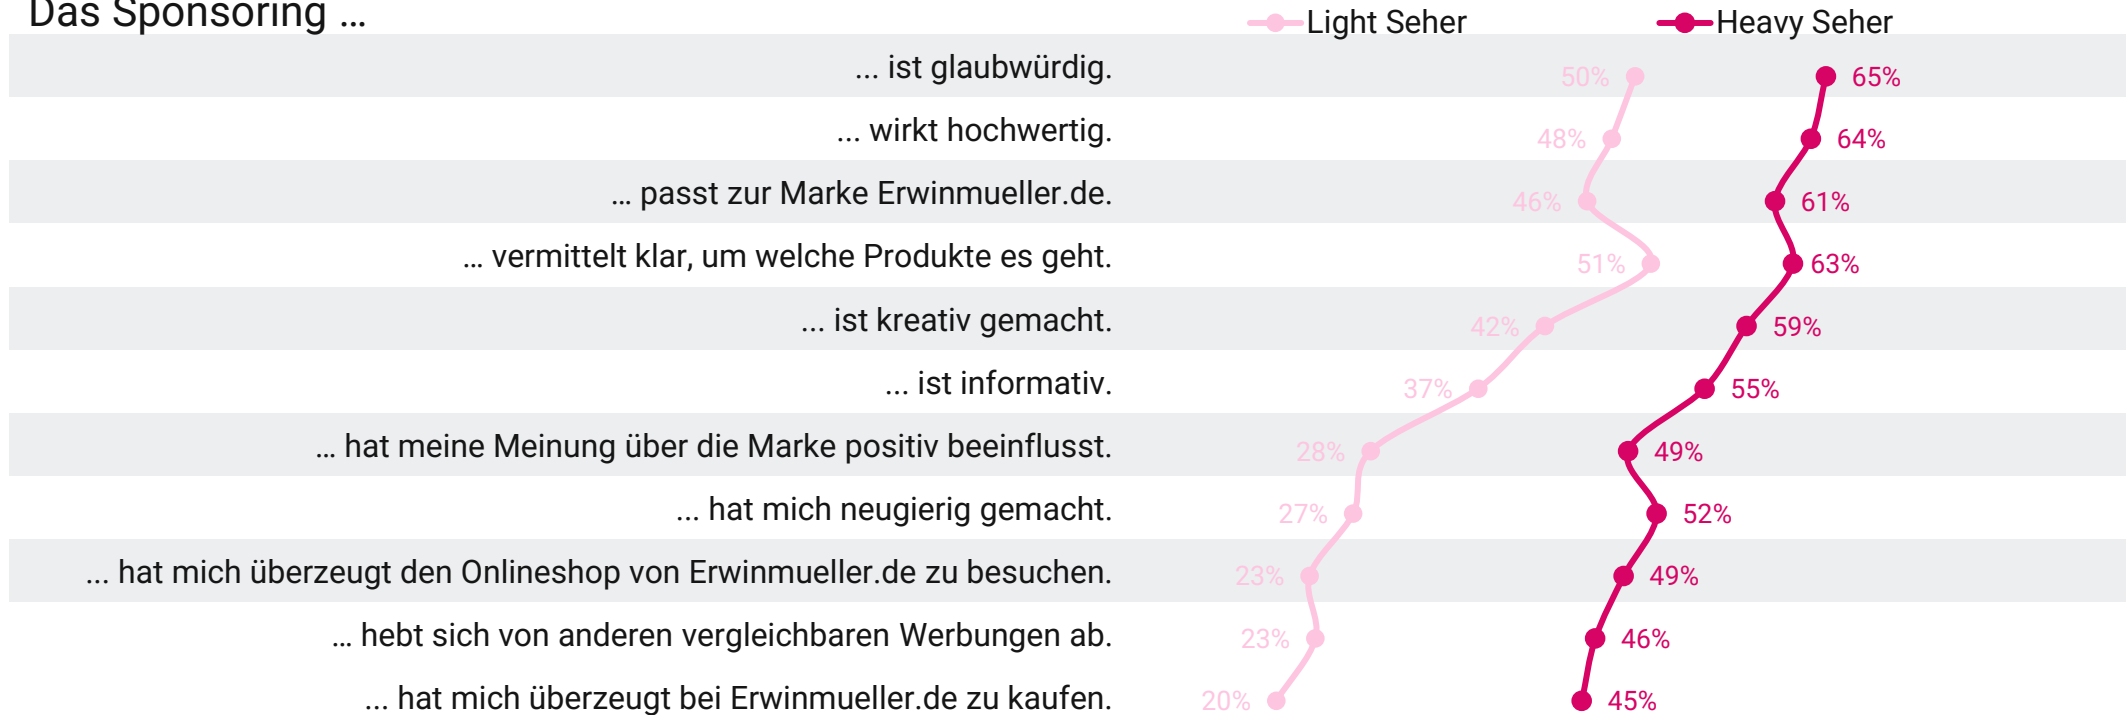 Das Sponsoring ...
Light Seher Heavy Seher
... ist glaubwürdig. 50% 65%
... wirkt hochwertig. 48% 64%
... passt zur Marke Erwinmueller.de. 46% 61%
... vermittelt klar, um welche Produkte es geht. 51% 63%
... ist kreativ gemacht. 42% 59%
... ist informativ. 37% 55%
... hat meine Meinung über die Marke positiv beeinflusst. 28% 49%
... hat mich neugierig gemacht. 27% 52%
... hat mich überzeugt den Onlineshop von Erwinmueller.de zu besuchen. 23% 49%
... hebt sich von anderen vergleichbaren Werbungen ab. 23% 46%
... hat mich überzeugt bei Erwinmueller.de zu kaufen. 20% 45%